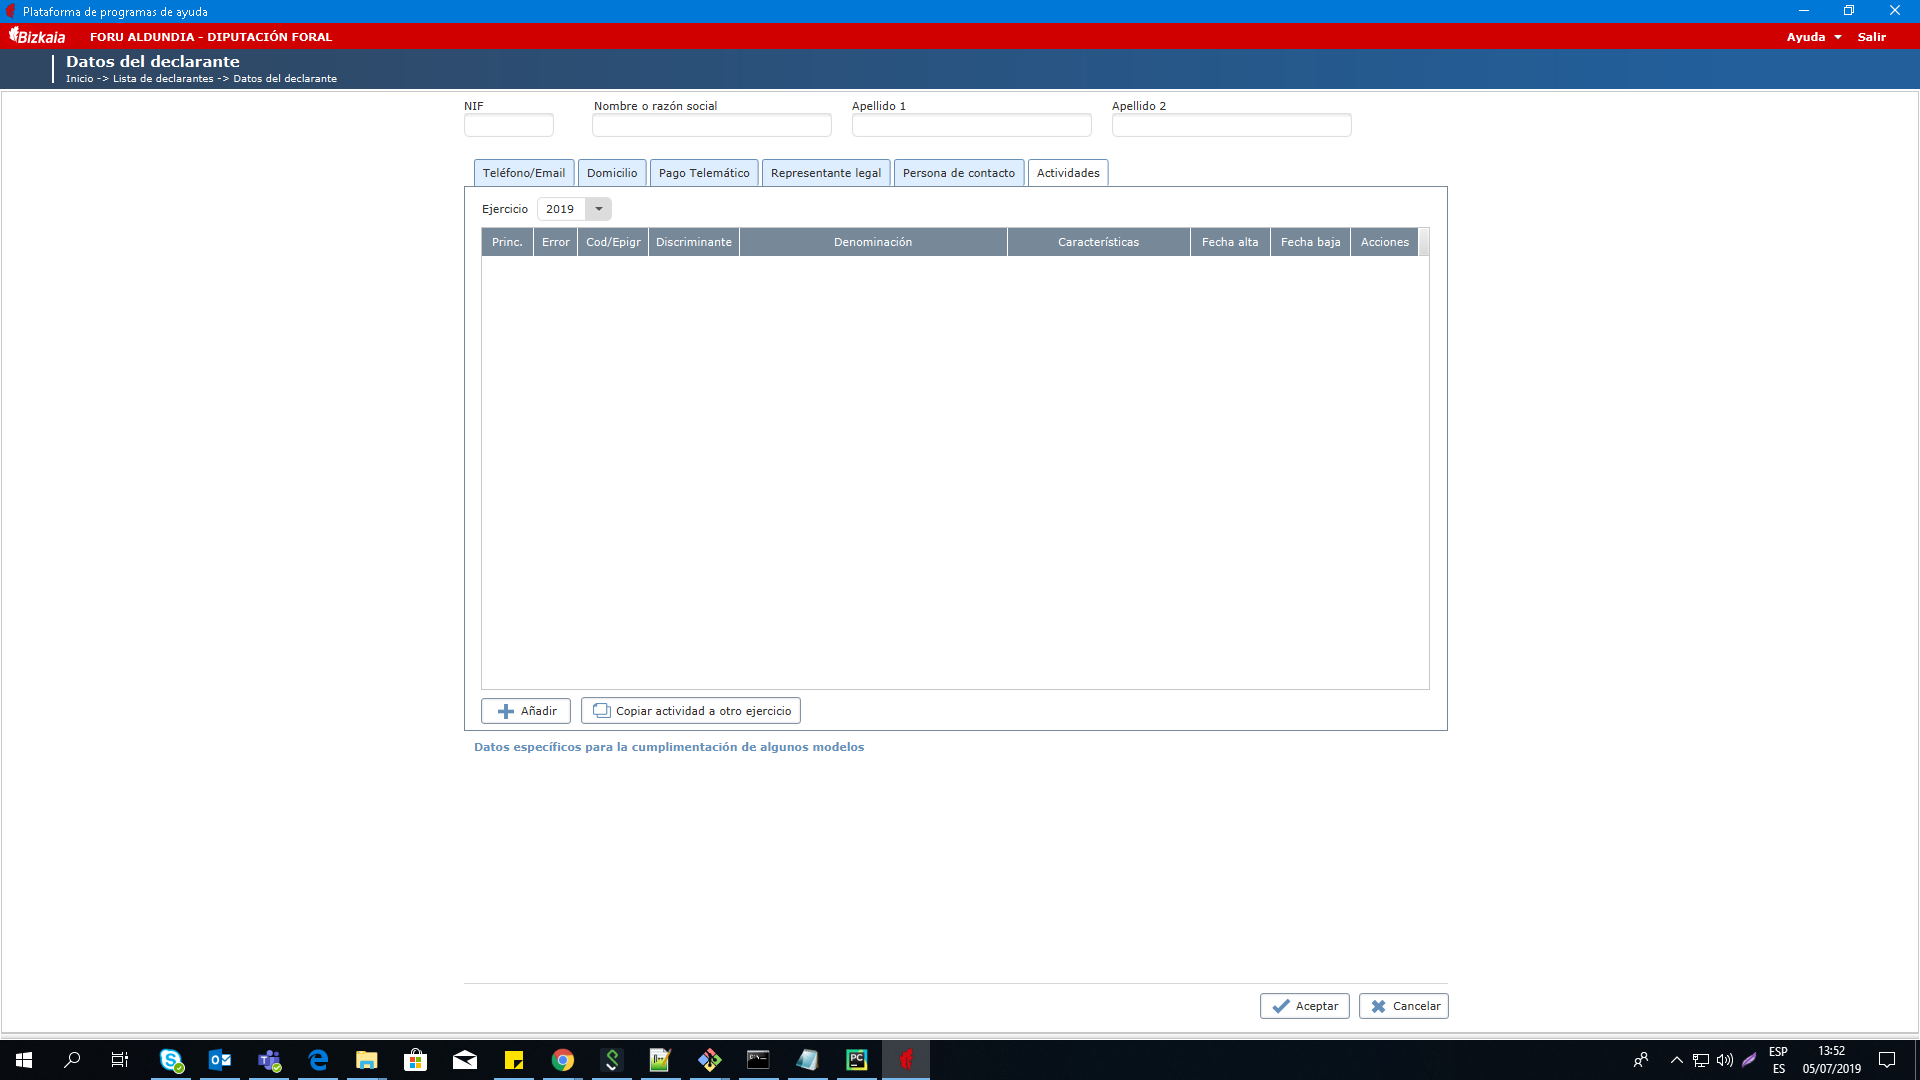 Plataforma de programas de ayuda
Bizkaia FORU ALDUNDIA - DIPUTACIÓN FORAL Ayuda Salir
Datos del declarante
Inicio -> Lista de declarantes -> Datos del declarante
NIF Nombre o razón social Apellido 1 Apellido 2
Teléfono/Email Domicilio Pago Telemático Representante legal Persona de contacto Actividades
Ejercicio 2019
Princ. Error Cod/Epigr Discriminante Denominación Características Fecha alta Fecha baja Acciones
Añadir Copiar actividad a otro ejercicio
Datos específicos para la cumplimentación de algunos modelos
Aceptar Cancelar
ESP 13:52
ES 05/07/2019